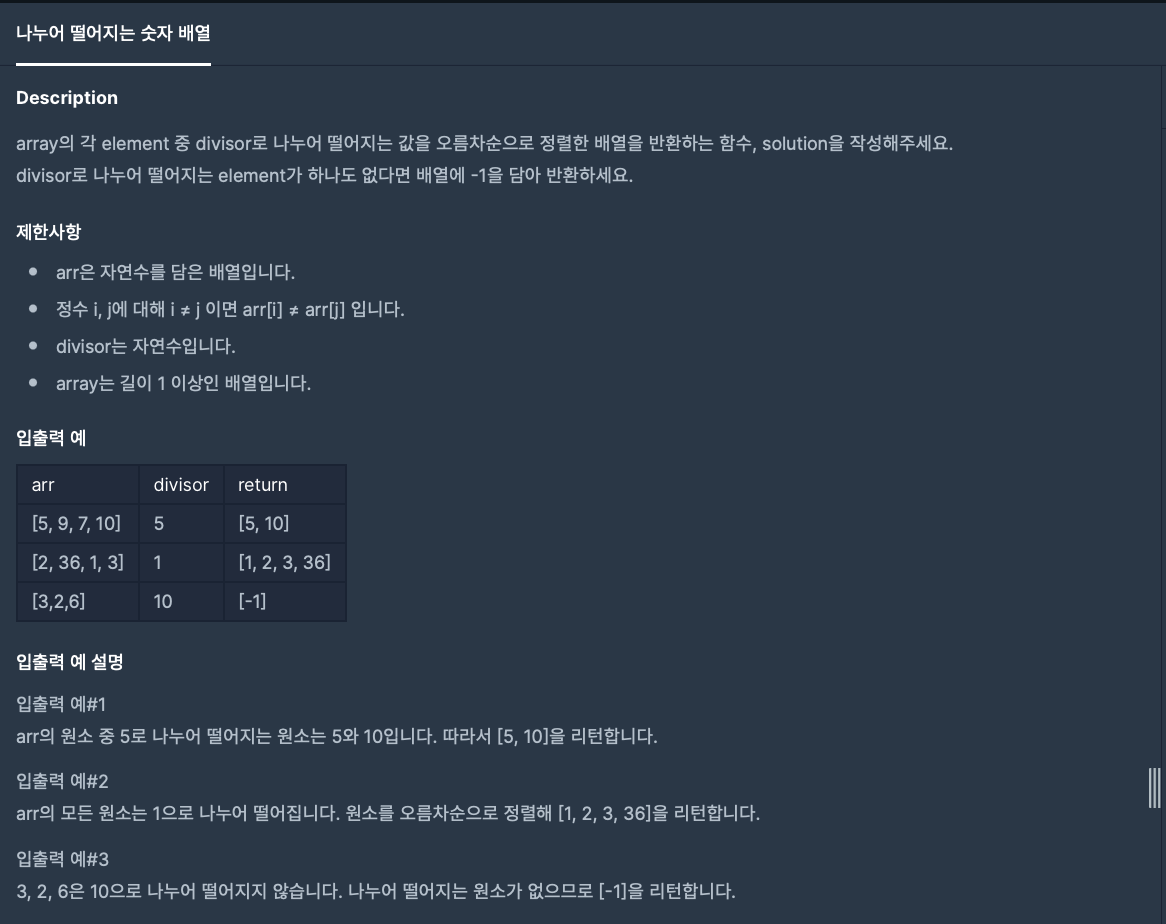 나누어 떨어지는 숫자 배열
Description
array의 각 element 중 divisor로 나누어 떨어지는 값을 오름차순으로 정렬한 배열을 반환하는 함수, solution을 작성해주세요.
divisor로 나누어 떨어지는 element가 하나도 없다면 배열에 -1을 담아 반환하세요.
제한사항
arr은 자연수를 담은 배열입니다.
정수 i, j에 대해 i ≠ j 이면 arr[i] ≠ arr[j] 입니다.
divisor는 자연수입니다.
array는 길이 1 이상인 배열입니다.
입출력 예
arr divisor return
[5, 9, 7, 10] 5 [5, 10]
[2, 36, 1, 3] 1 [1, 2, 3, 36]
[3,2,6] 10 [-1]
입출력 예 설명
입출력 예#1
arr의 원소 중 5로 나누어 떨어지는 원소는 5와 10입니다. 따라서 [5, 10]을 리턴합니다.
입출력 예#2
arr의 모든 원소는 1으로 나누어 떨어집니다. 원소를 오름차순으로 정렬해 [1, 2, 3, 36]을 리턴합니다.
입출력 예#3
3, 2, 6은 10으로 나누어 떨어지지 않습니다. 나누어 떨어지는 원소가 없으므로 [-1]을 리턴합니다.